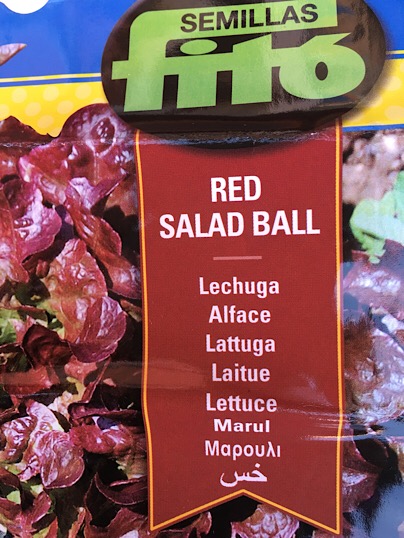 SEMILLAS
fitó
RED
SALAD BALL
Lechuga
Alface
Lattuga
Laitue
Lettuce
Marul
Μαρουλι
خس